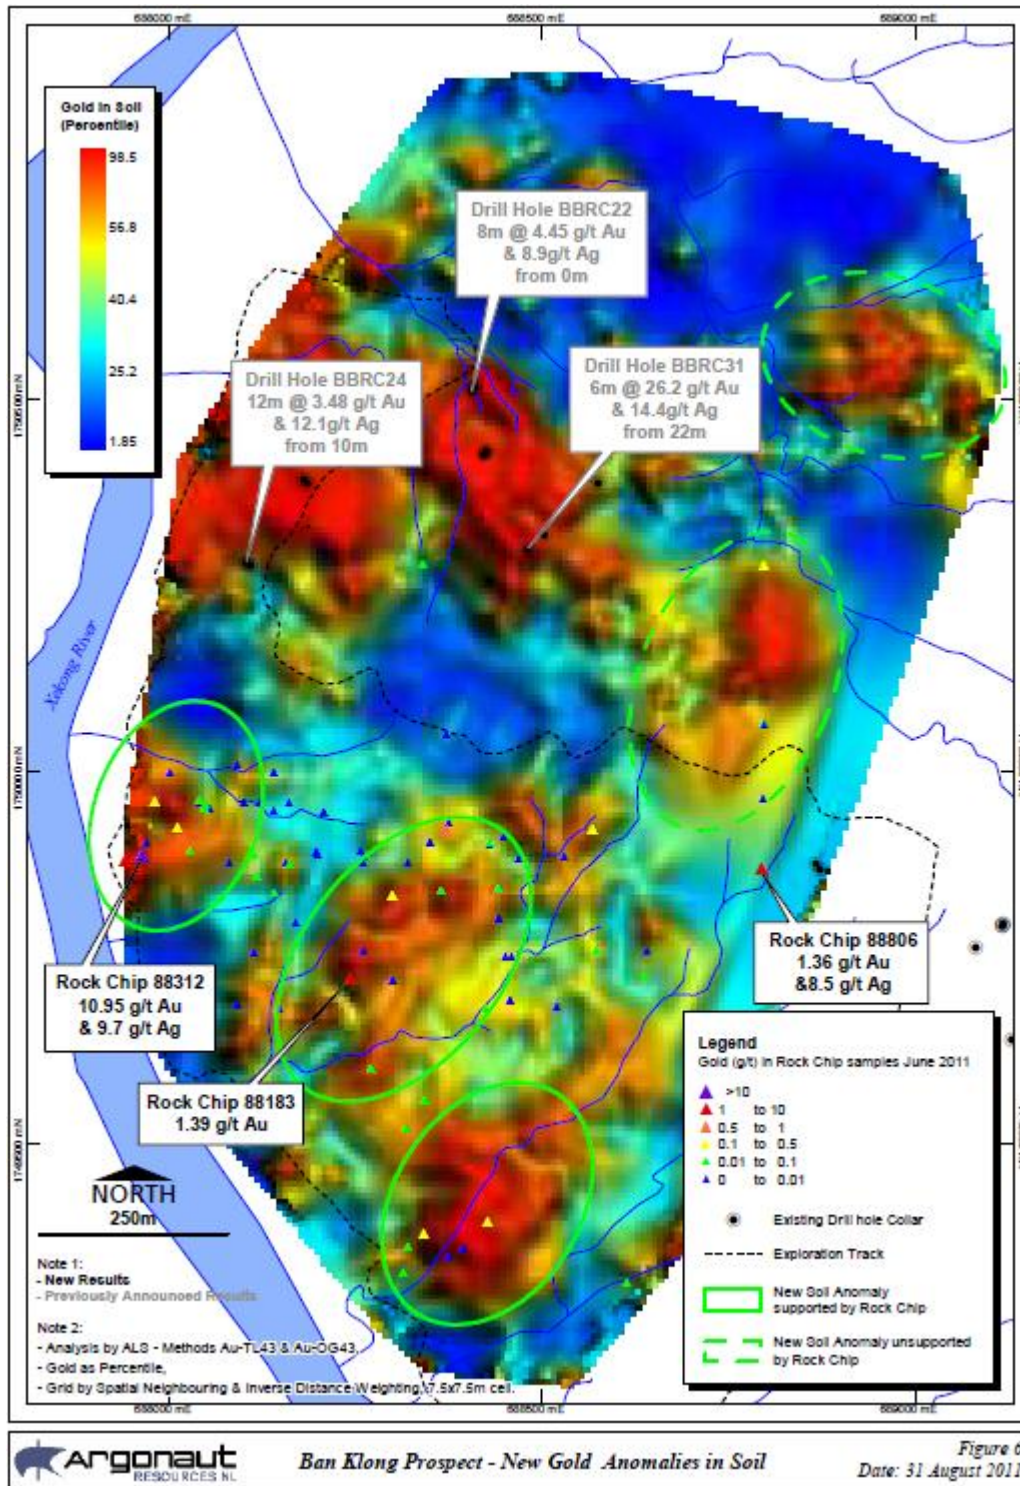 688000 mE
688500 mE
689000 mE
Gold in Soil
(Percentile)
98.5
56.8
40.4
25.2
1.85
Drill Hole BBRC22
8m @ 4.45 g/t Au
& 8.9g/t Ag
from 0m
Drill Hole BBRC24
12m @ 3.48 g/t Au
& 12.1g/t Ag
from 10m
Drill Hole BBRC31
6m @ 26.2 g/t Au
& 14.4g/t Ag
from 22m
1750500 mN
Xekong River
1750000 mN
Rock Chip 88312
10.95 g/t Au
& 9.7 g/t Ag
Rock Chip 88806
1.36 g/t Au
&8.5 g/t Ag
Rock Chip 88183
1.39 g/t Au
1749500 mN
NORTH
250m
Note 1:
- New Results
- Previously Announced Results
Note 2:
- Analysis by ALS - Methods Au-TL43 & Au-OG43,
- Gold as Percentile,
- Grid by Spatial Neighbouring & Inverse Distance Weighting, 7.5x7.5m cell.
Legend
Gold (g/t) in Rock Chip samples June 2011
>10
1 to 10
0.5 to 1
0.1 to 0.5
0.01 to 0.1
0 to 0.01
Existing Drill hole Collar
Exploration Track
New Soil Anomaly
supported by Rock Chip
New Soil Anomaly unsupported
by Rock Chip
688000 mE
688500 mE
689000 mE
Argonaut
RESOURCES NL
Ban Klong Prospect - New Gold Anomalies in Soil
Figure 6
Date: 31 August 2011